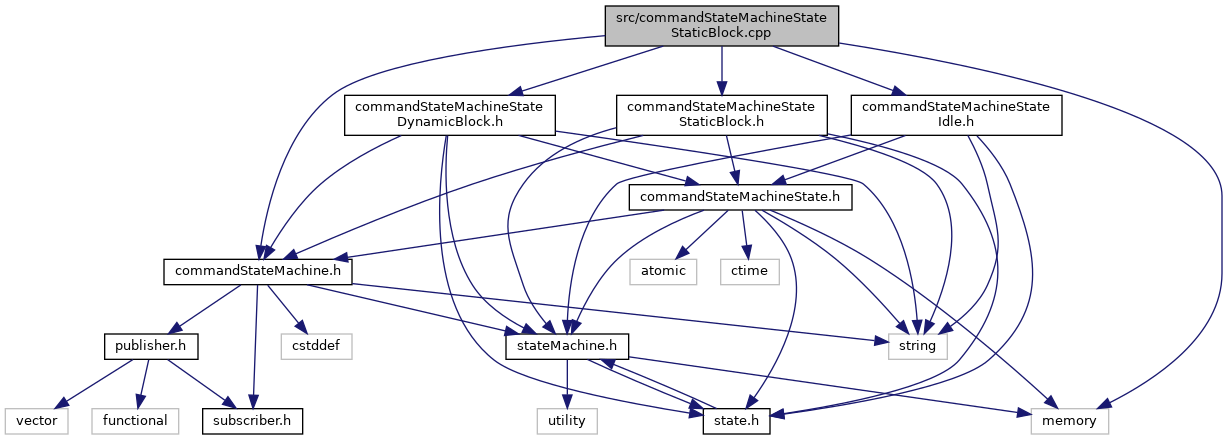 src/commandStateMachineState
StaticBlock.cpp
commandStateMachineState
DynamicBlock.h
commandStateMachineState
StaticBlock.h
commandStateMachineState
Idle.h
commandStateMachineState.h
commandStateMachine.h
atomic
ctime
publisher.h
cstddef
stateMachine.h
string
vector
functional
subscriber.h
utility
state.h
memory